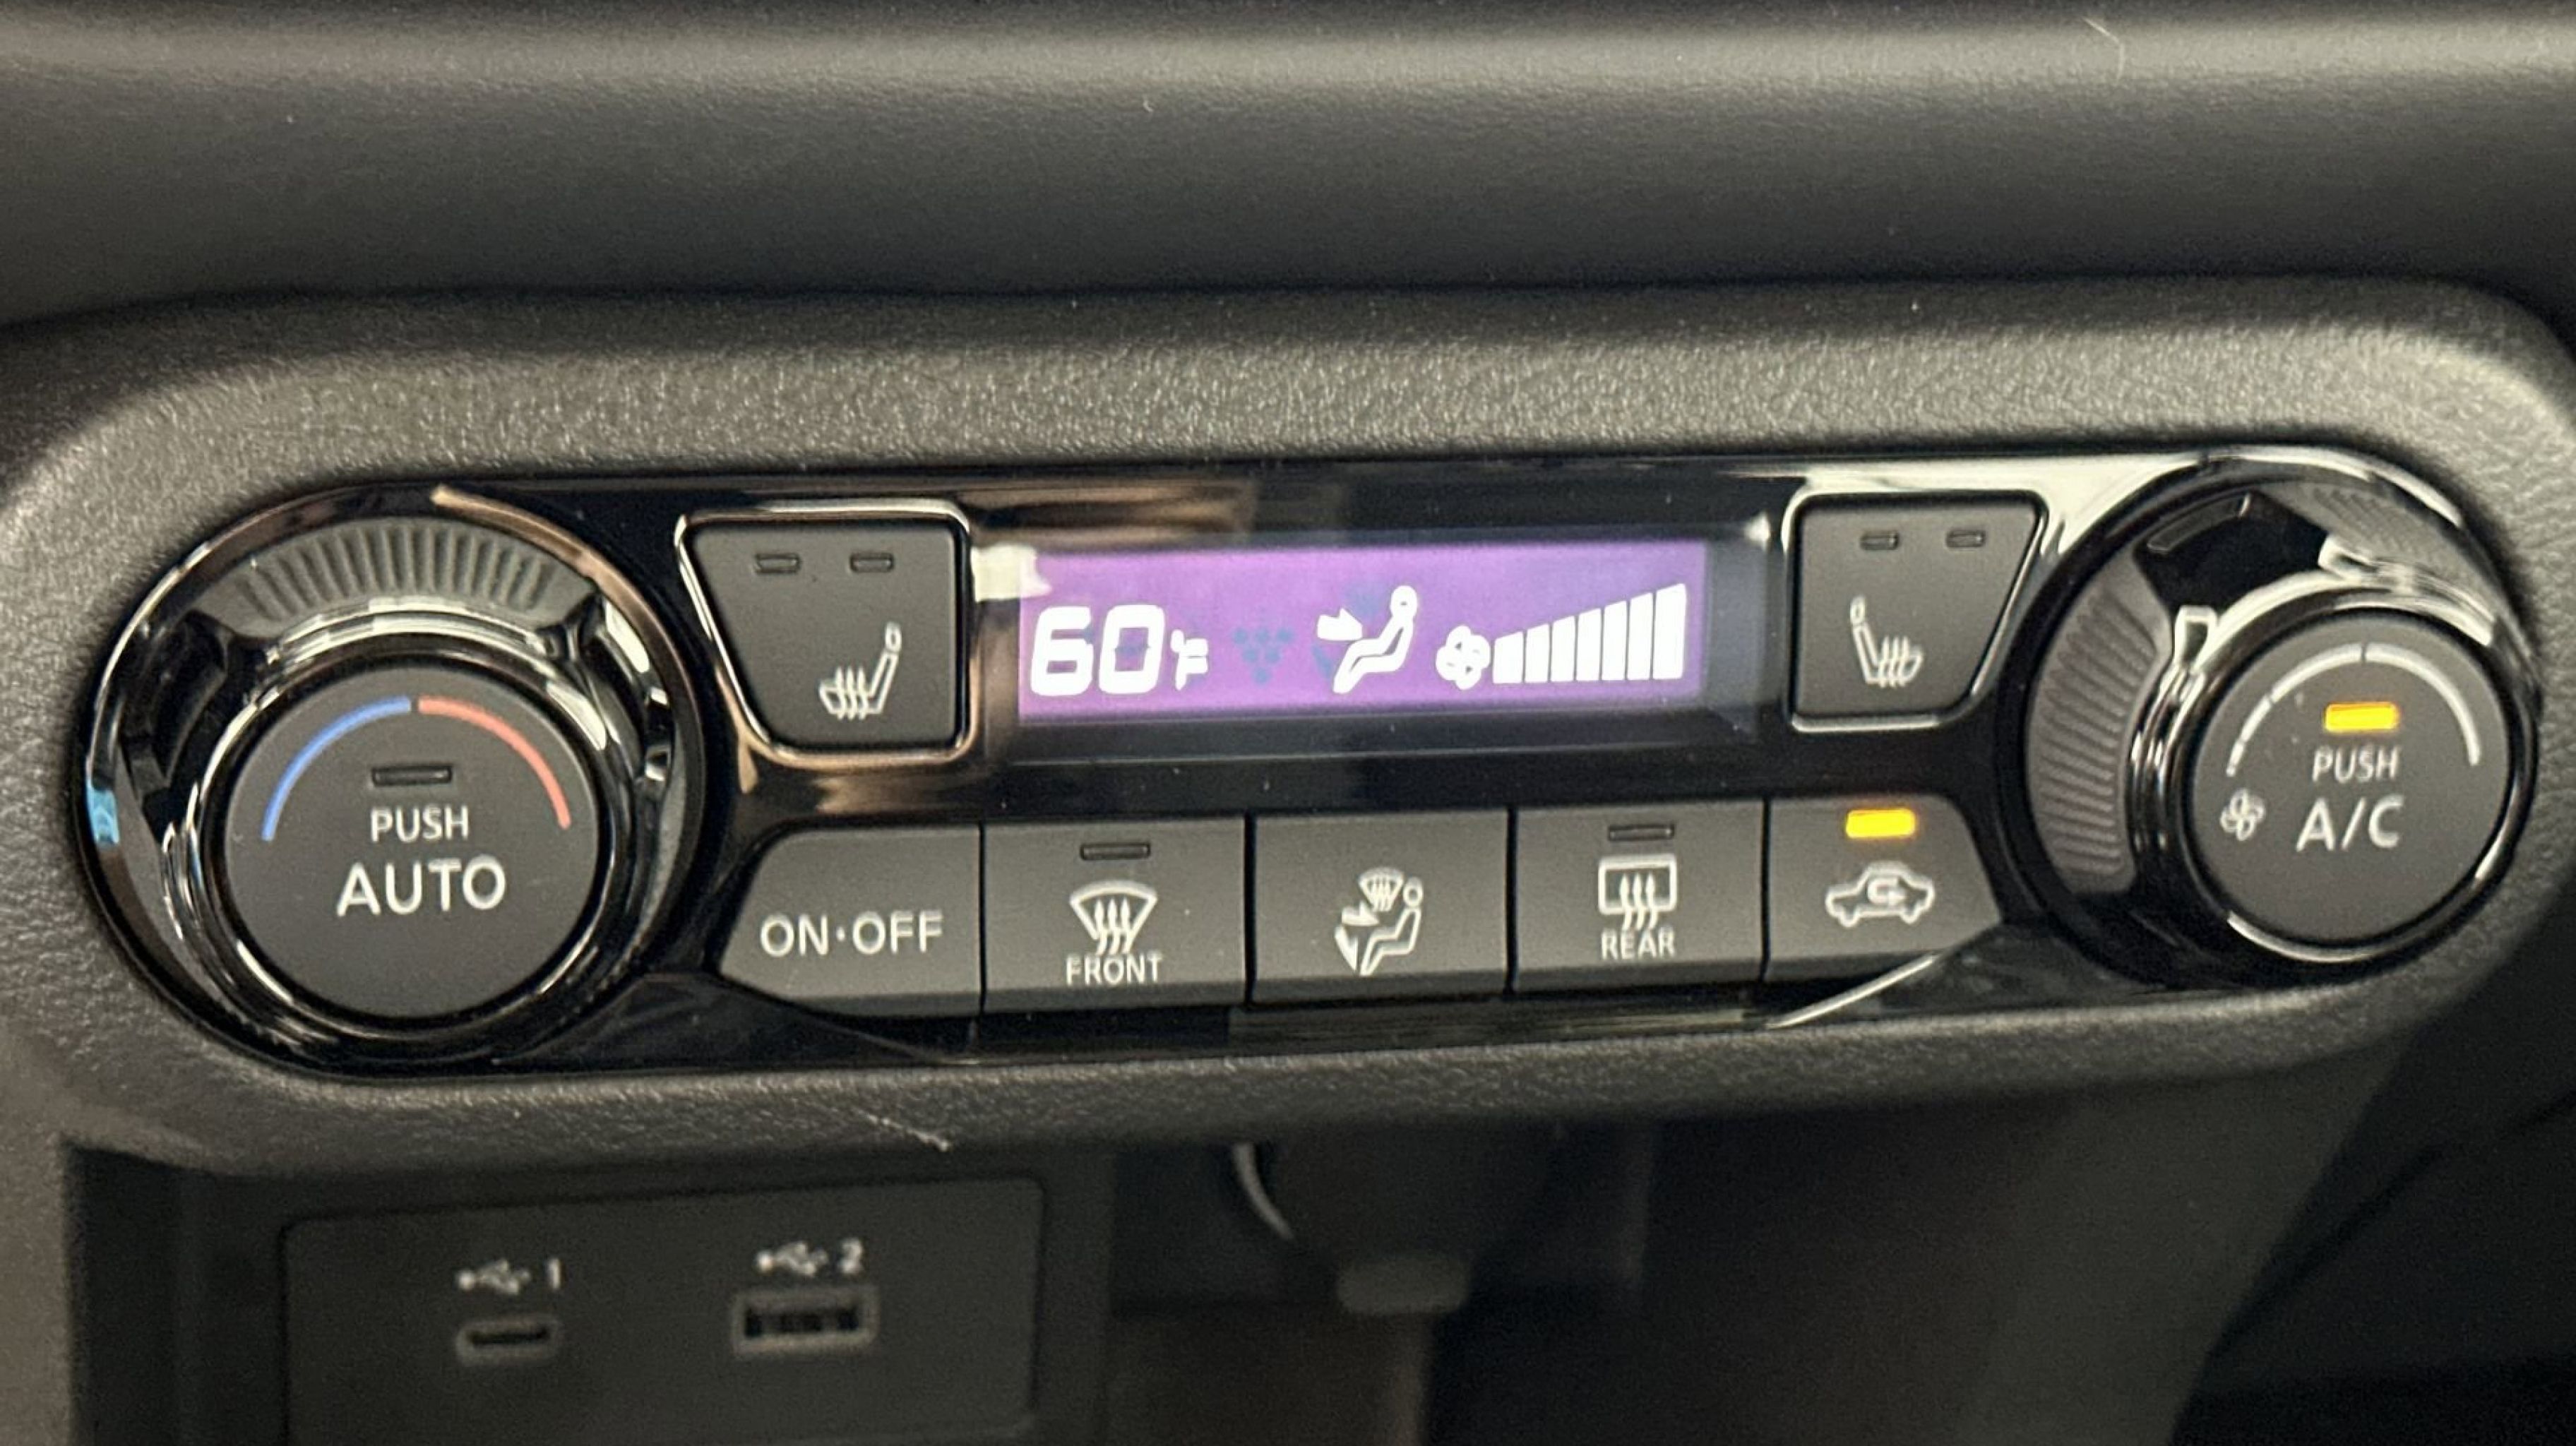 60°F
PUSH
AUTO
PUSH
A/C
ON·OFF
FRONT
REAR
1
2